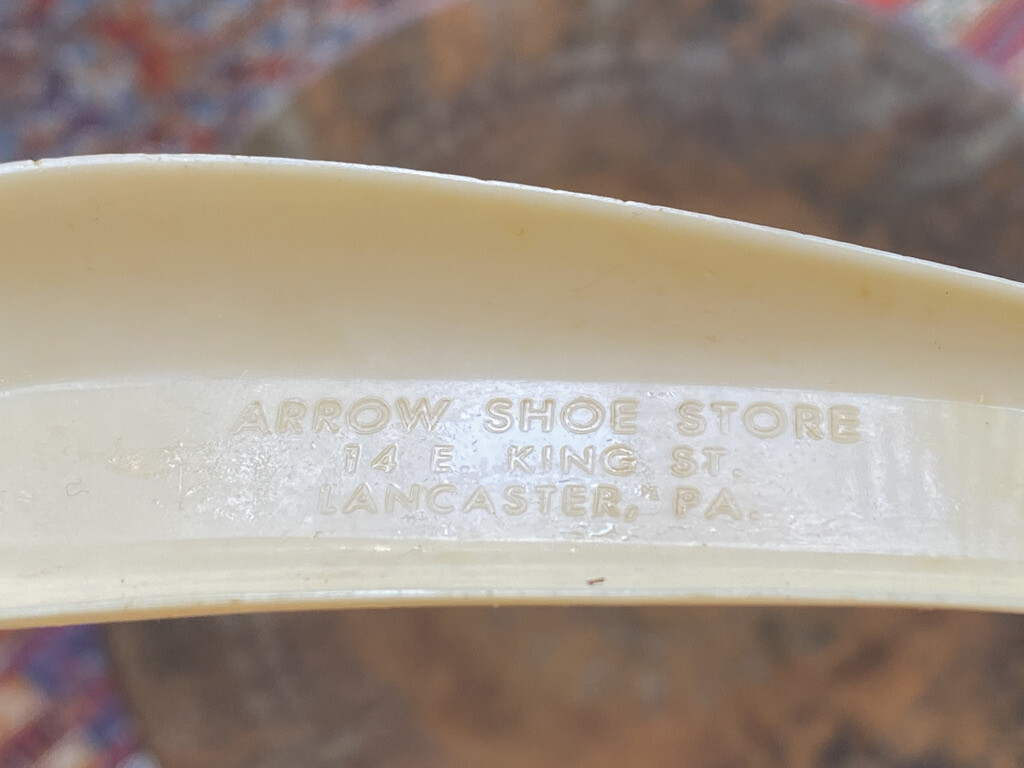 ARROW SHOE STORE
14 E. KING ST.
LANCASTER, PA.